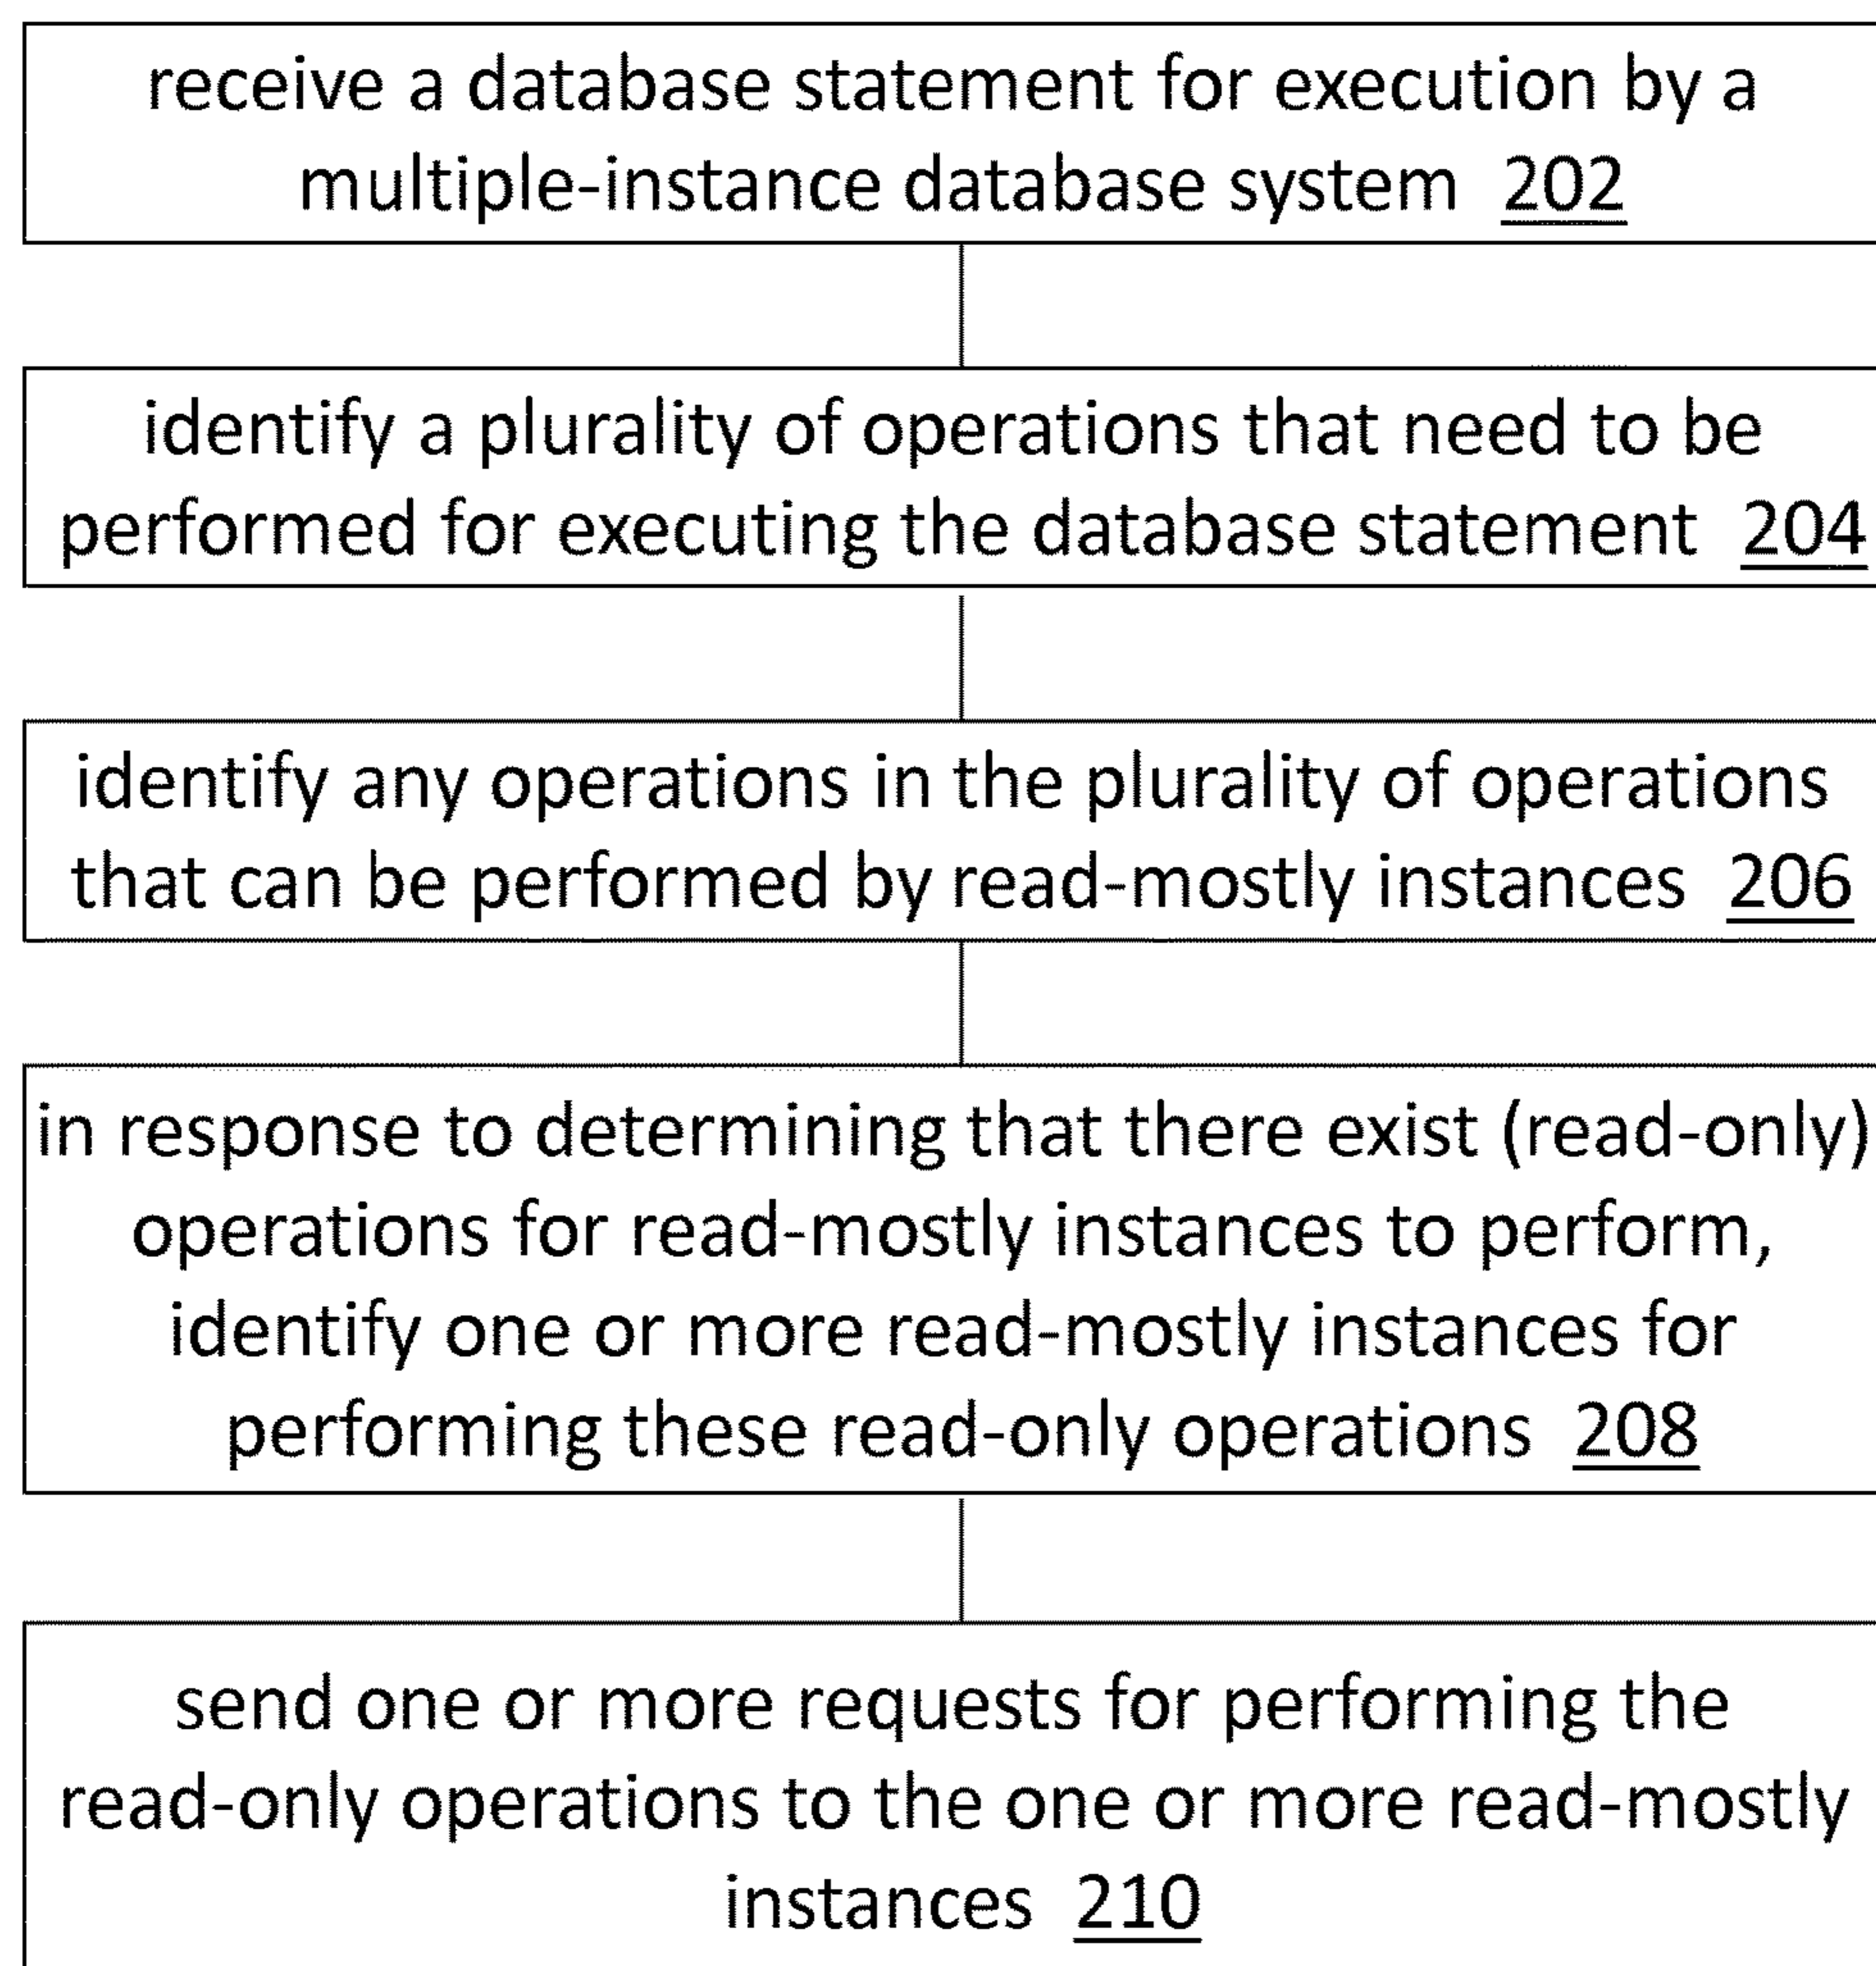 receive a database statement for execution by a
multiple-instance database system 202
identify a plurality of operations that need to be
performed for executing the database statement 204
identify any operations in the plurality of operations
that can be performed by read-mostly instances 206
in response to determining that there exist (read-only)
operations for read-mostly instances to perform,
identify one or more read-mostly instances for
performing these read-only operations 208
send one or more requests for performing the
read-only operations to the one or more read-mostly
instances 210